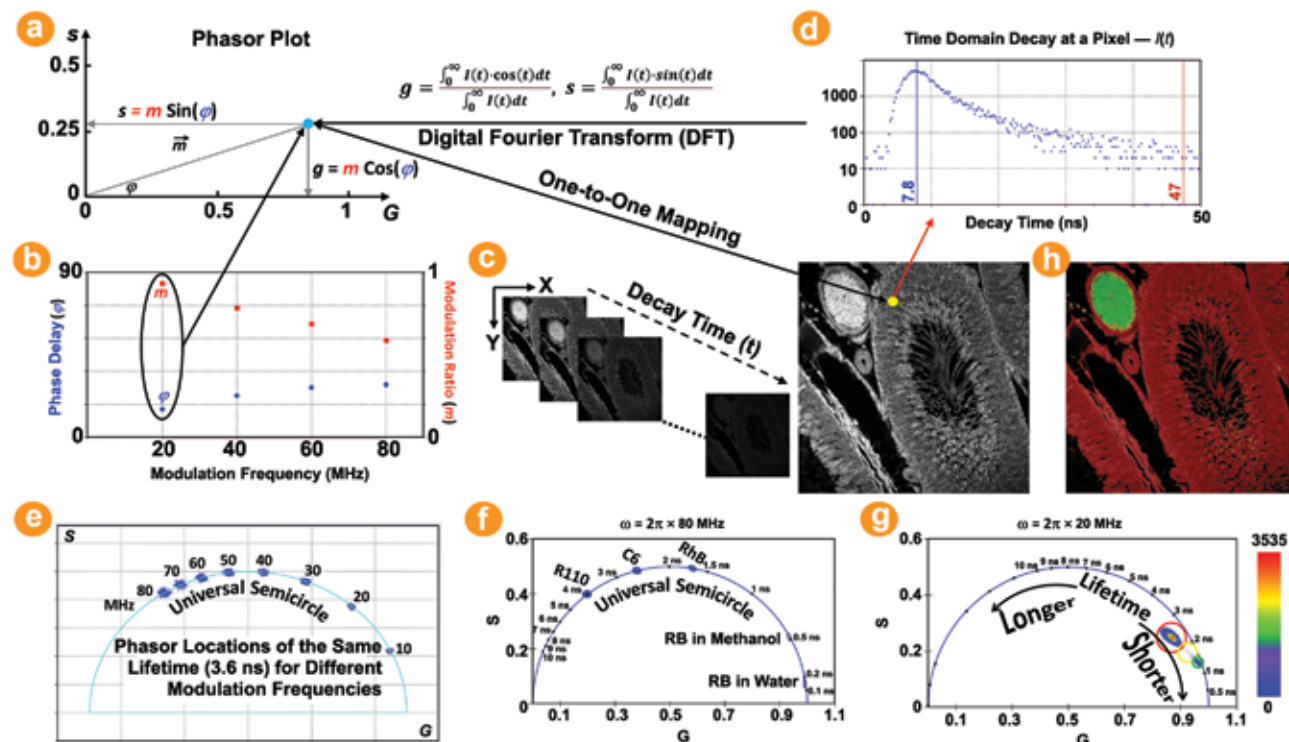 a
Phasor Plot
s
0.5
0.25
0
0
0.5
1
G
s = m Sin(φ)
m
φ
g = m Cos(φ)
g = ∫₀^∞ I(t)·cos(t)dt / ∫₀^∞ I(t)dt, s = ∫₀^∞ I(t)·sin(t)dt / ∫₀^∞ I(t)dt
Digital Fourier Transform (DFT)
One-to-One Mapping
d
Time Domain Decay at a Pixel — I(t)
1000
100
10
0
7.8
47
0
50
Decay Time (ns)
b
90
0
Phase Delay (φ)
m
φ
1
0
Modulation Ratio (m)
20
40
60
80
Modulation Frequency (MHz)
c
X
Y
Decay Time (t)
h
e
S
80
70
60
50
40
30
20
10
MHz
Universal Semicircle
Phasor Locations of the Same
Lifetime (3.6 ns) for Different
Modulation Frequencies
G
f
ω = 2π × 80 MHz
0.6
0.4
0.2
0
S
R110
C6
RhB
4 ns
3 ns
2 ns
1.5 ns
1 ns
5 ns
6 ns
7 ns
8 ns
9 ns
10 ns
0.5 ns
0.2 ns
0.1 ns
Universal Semicircle
RB in Methanol
RB in Water
0.1
0.3
0.5
0.7
0.9
1.1
G
g
ω = 2π × 20 MHz
0.6
0.4
0.2
0
S
10 ns
9 ns
8 ns
7 ns
6 ns
5 ns
4 ns
3 ns
2 ns
1 ns
0.5 ns
Longer
Lifetime
Shorter
0.1
0.3
0.5
0.7
0.9
1.1
G
3535
0